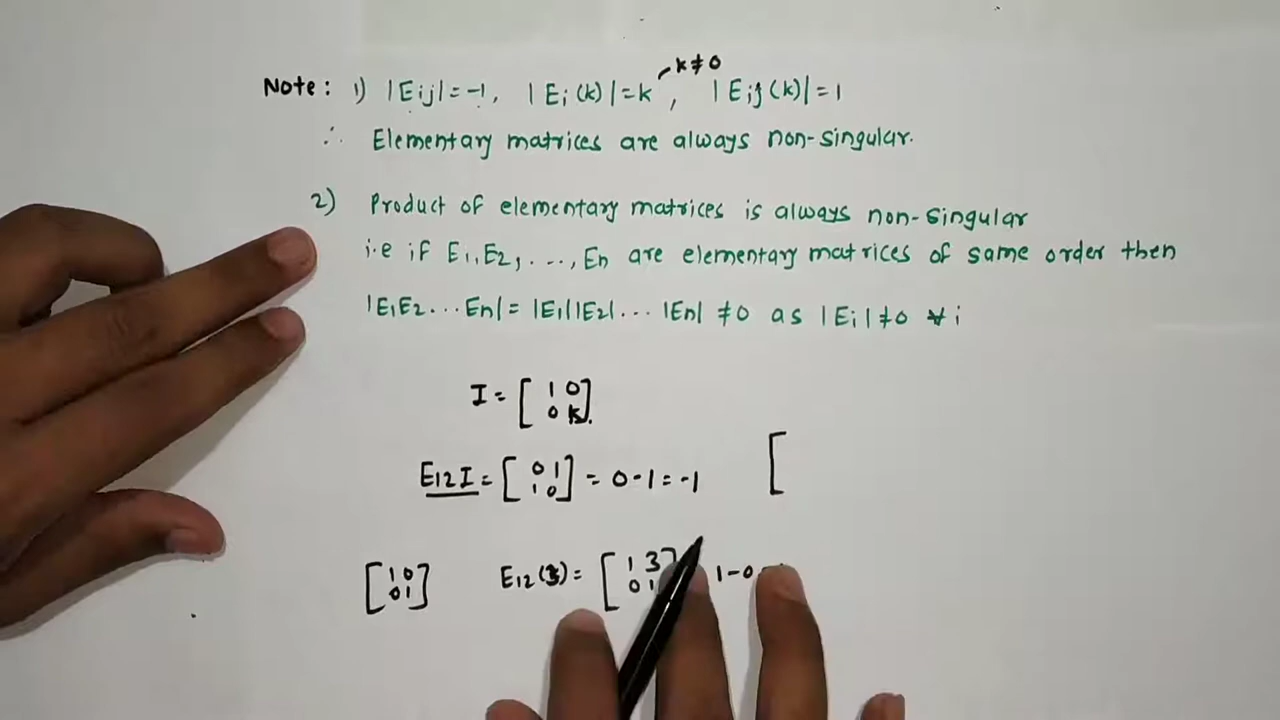 Note: 1) |Eij| = -1, |Ei(k)| = k, |Eij(k)| = 1
k≠0
∴ Elementary matrices are always non-singular.
2) Product of elementary matrices is always non-singular
i.e if E1, E2, ..., En are elementary matrices of same order then
|E1E2...En| = |E1||E2|...|En| ≠0 as |Ei| ≠0 ∀ i
I = [ 1 0
0 k ].
E12I = [ 0 1
1 0 ] = 0-1 = -1 [
[ 1 0
0 1 ]
E12(3) = [ 1 3 ]
0 1
1-0